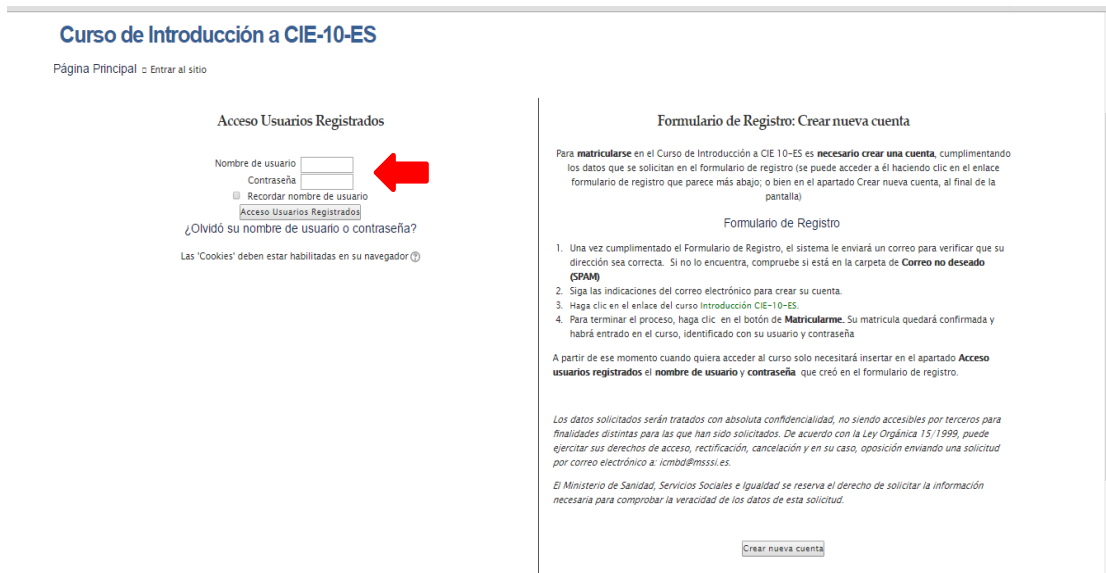 Curso de Introducción a CIE-10-ES
Página Principal Entrar al sitio
Acceso Usuarios Registrados
Nombre de usuario
Contraseña
Recordar nombre de usuario
Acceso Usuarios Registrados
¿Olvidó su nombre de usuario o contraseña?
Las 'Cookies' deben estar habilitadas en su navegador
Formulario de Registro: Crear nueva cuenta
Para matricularse en el Curso de Introducción a CIE 10-ES es necesario crear una cuenta, cumplimentando
los datos que se solicitan en el formulario de registro (se puede acceder a él haciendo clic en el enlace
formulario de registro que parece más abajo; o bien en el apartado Crear nueva cuenta, al final de la
pantalla)
Formulario de Registro
1. Una vez cumplimentado el Formulario de Registro, el sistema le enviará un correo para verificar que su
dirección sea correcta. Si no lo encuentra, compruebe si está en la carpeta de Correo no deseado
(SPAM)
2. Siga las indicaciones del correo electrónico para crear su cuenta.
3. Haga clic en el enlace del curso Introducción CIE-10-ES.
4. Para terminar el proceso, haga clic en el botón de Matricularme. Su matricula quedará confirmada y
habrá entrado en el curso, identificado con su usuario y contraseña
A partir de ese momento cuando quiera acceder al curso solo necesitará insertar en el apartado Acceso
usuarios registrados el nombre de usuario y contraseña que creó en el formulario de registro.
Los datos solicitados serán tratados con absoluta confidencialidad, no siendo accesibles por terceros para
finalidades distintas para las que han sido solicitados. De acuerdo con la Ley Orgánica 15/1999, puede
ejercitar sus derechos de acceso, rectificación, cancelación y en su caso, oposición enviando una solicitud
por correo electrónico a: icmbd@msssi.es.
El Ministerio de Sanidad, Servicios Sociales e Igualdad se reserva el derecho de solicitar la información
necesaria para comprobar la veracidad de los datos de esta solicitud.
Crear nueva cuenta